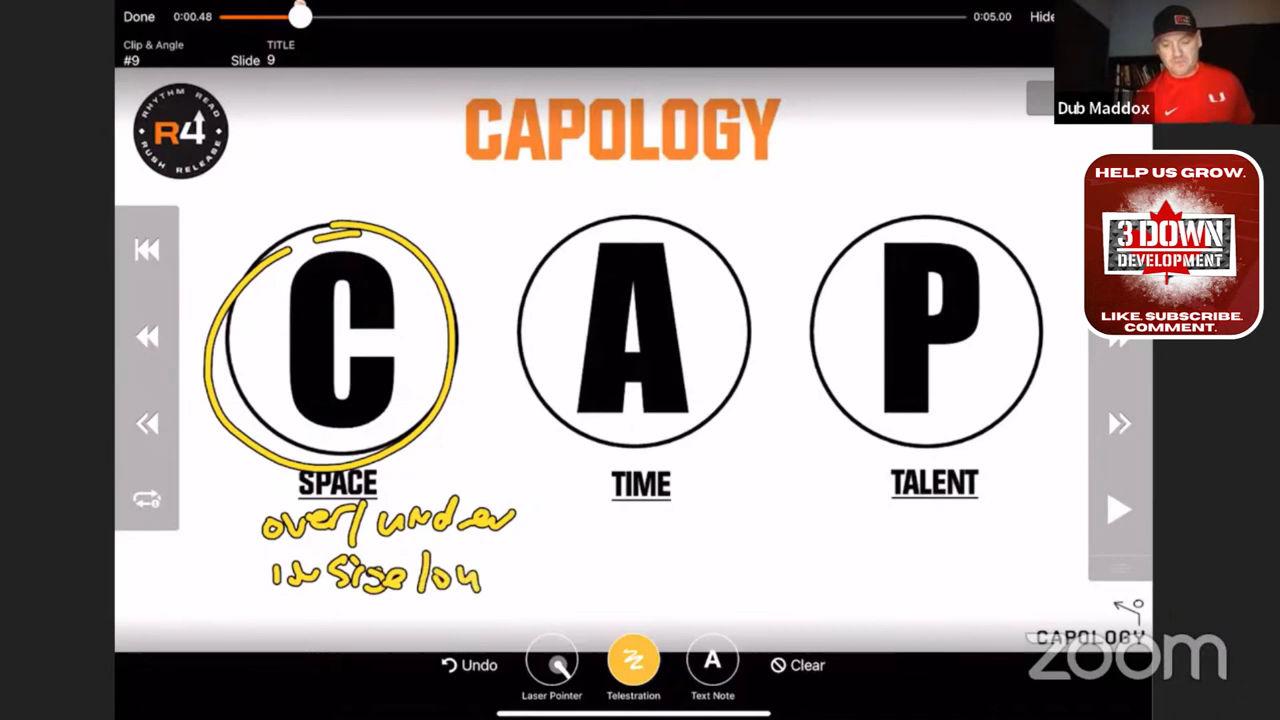 Done 0:00.48 0:05.00 Hide
Clip & Angle TITLE
#9 Slide 9
Dub Maddox
RHYTHM READ
R4
RUSH RELEASE
CAPOLOGY
HELP US GROW.
3 DOWN
DEVELOPMENT
LIKE. SUBSCRIBE.
COMMENT.
C A P
SPACE TIME TALENT
over/under
CAPOLOGY
zoom
Undo Laser Pointer Telestration A Text Note Clear